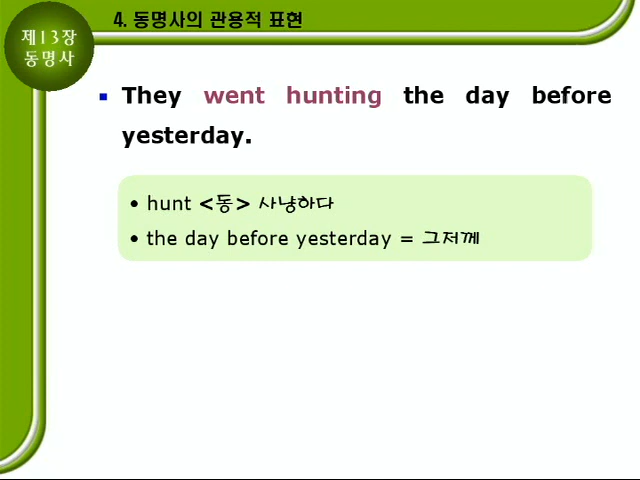 제13장
동명사
4. 동명사의 관용적 표현
▪ They went hunting the day before
yesterday.
• hunt <동> 사냥하다
• the day before yesterday = 그저께